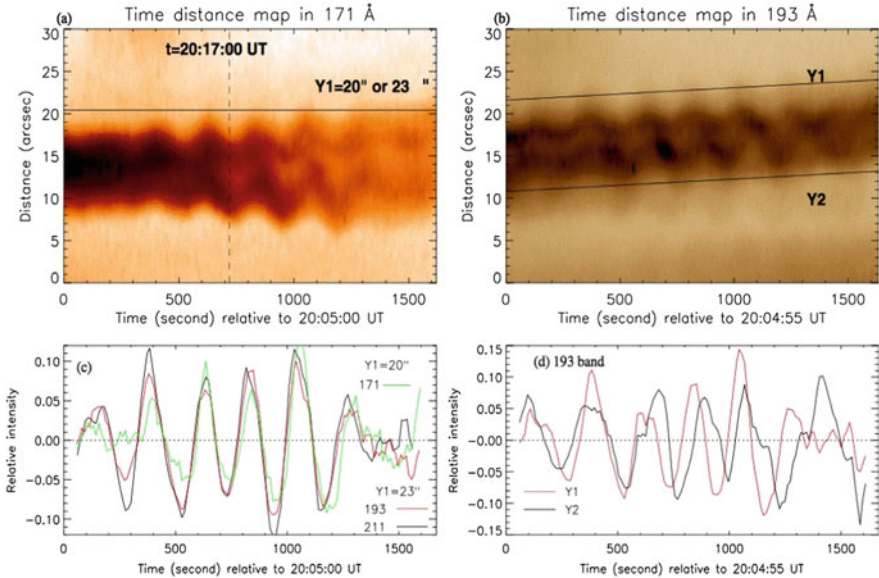 Time distance map in 171 Å
(a)
t=20:17:00 UT
Y1=20" or 23 "
Distance (arcsec)
30
25
20
15
10
5
0
0 500 1000 1500
Time (second) relative to 20:05:00 UT
Time distance map in 193 Å
(b)
Y1
Y2
Distance (arcsec)
30
25
20
15
10
5
0
0 500 1000 1500
Time (second) relative to 20:04:55 UT
(c)
Y1=20"
171
Y1=23"
193
211
Relative intensity
0.10
0.05
0.00
-0.05
-0.10
0 500 1000 1500
Time (second) relative to 20:05:00 UT
(d) 193 band
Y1
Y2
Relative intensity
0.15
0.10
0.05
0.00
-0.05
-0.10
-0.15
0 500 1000 1500
Time (second) relative to 20:04:55 UT